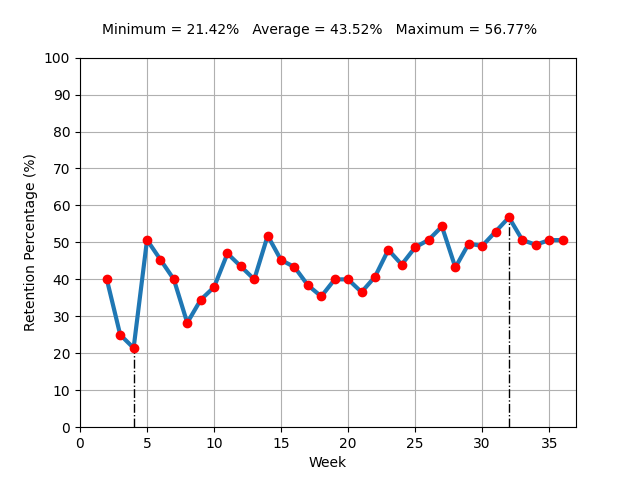 Minimum = 21.42%   Average = 43.52%   Maximum = 56.77%
100
90
80
70
60
50
40
30
20
10
0
Retention Percentage (%)
0 5 10 15 20 25 30 35
Week